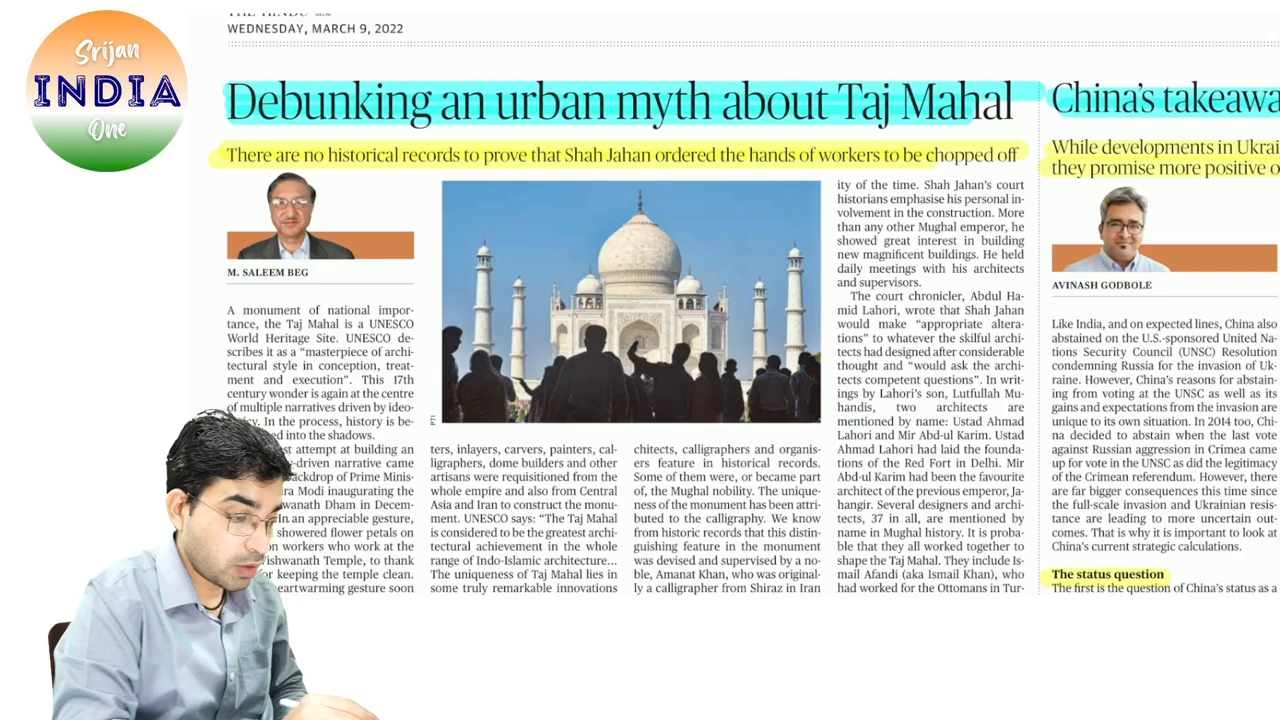 Srijan
INDIA
One
THE HINDU
WEDNESDAY, MARCH 9, 2022
Debunking an urban myth about Taj Mahal
There are no historical records to prove that Shah Jahan ordered the hands of workers to be chopped off
M. SALEEM BEG
A monument of national impor-
tance, the Taj Mahal is a UNESCO
World Heritage Site. UNESCO de-
scribes it as a “masterpiece of archi-
tectural style in conception, treat-
ment and execution”. This 17th
century wonder is again at the centre
of multiple narratives driven by ideo-
. In the process, history is be-
ed into the shadows.
st attempt at building an
-driven narrative came
backdrop of Prime Minis-
ra Modi inaugurating the
wanath Dham in Decem-
In an appreciable gesture,
showered flower petals on
on workers who work at the
ishwanath Temple, to thank
or keeping the temple clean.
eartwarming gesture soon
PTI
ters, inlayers, carvers, painters, cal-
ligraphers, dome builders and other
artisans were requisitioned from the
whole empire and also from Central
Asia and Iran to construct the monu-
ment. UNESCO says: “The Taj Mahal
is considered to be the greatest archi-
tectural achievement in the whole
range of Indo-Islamic architecture...
The uniqueness of Taj Mahal lies in
some truly remarkable innovations
chitects, calligraphers and organis-
ers feature in historical records.
Some of them were, or became part
of, the Mughal nobility. The unique-
ness of the monument has been attri-
buted to the calligraphy. We know
from historic records that this distin-
guishing feature in the monument
was devised and supervised by a no-
ble, Amanat Khan, who was original-
ly a calligrapher from Shiraz in Iran
ity of the time. Shah Jahan’s court
historians emphasise his personal in-
volvement in the construction. More
than any other Mughal emperor, he
showed great interest in building
new magnificent buildings. He held
daily meetings with his architects
and supervisors.
The court chronicler, Abdul Ha-
mid Lahori, wrote that Shah Jahan
would make “appropriate altera-
tions” to whatever the skilful archi-
tects had designed after considerable
thought and “would ask the archi-
tects competent questions”. In writ-
ings by Lahori’s son, Lutfullah Mu-
handis, two architects are
mentioned by name: Ustad Ahmad
Lahori and Mir Abd-ul Karim. Ustad
Ahmad Lahori had laid the founda-
tions of the Red Fort in Delhi. Mir
Abd-ul Karim had been the favourite
architect of the previous emperor, Ja-
hangir. Several designers and archi-
tects, 37 in all, are mentioned by
name in Mughal history. It is proba-
ble that they all worked together to
shape the Taj Mahal. They include Is-
mail Afandi (aka Ismail Khan), who
had worked for the Ottomans in Tur-
China’s takeawa
While developments in Ukrai
they promise more positive o
AVINASH GODBOLE
Like India, and on expected lines, China also
abstained on the U.S.-sponsored United Na-
tions Security Council (UNSC) Resolution
condemning Russia for the invasion of Uk-
raine. However, China’s reasons for abstain-
ing from voting at the UNSC as well as its
gains and expectations from the invasion are
unique to its own situation. In 2014 too, Chi-
na decided to abstain when the last vote
against Russian aggression in Crimea came
up for vote in the UNSC as did the legitimacy
of the Crimean referendum. However, there
are far bigger consequences this time since
the full-scale invasion and Ukrainian resis-
tance are leading to more uncertain out-
comes. That is why it is important to look at
China’s current strategic calculations.
The status question
The first is the question of China’s status as a